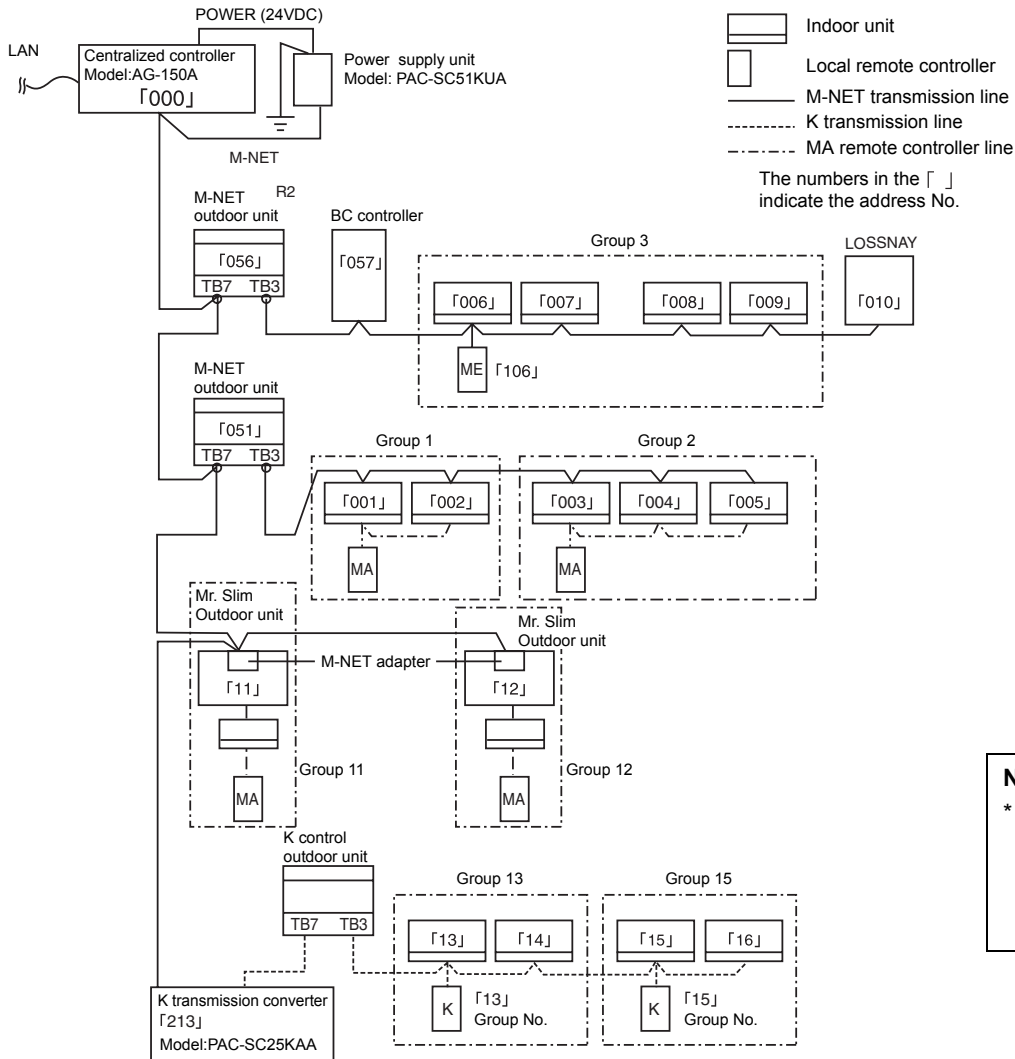 POWER (24VDC)
LAN
Centralized controller
Model:AG-150A
「000」
Power supply unit
Model: PAC-SC51KUA
M-NET
Indoor unit
Local remote controller
M-NET transmission line
K transmission line
MA remote controller line
The numbers in the「 」
indicate the address No.
M-NET
outdoor unit
R2
「056」
TB7 TB3
BC controller
「057」
Group 3
「006」 「007」 「008」 「009」
ME 「106」
LOSSNAY
「010」
M-NET
outdoor unit
「051」
TB7 TB3
Group 1
「001」 「002」
MA
Group 2
「003」 「004」 「005」
MA
Mr. Slim
Outdoor unit
M-NET adapter
「11」
MA
Group 11
Mr. Slim
Outdoor unit
「12」
MA
Group 12
K control
outdoor unit
TB7 TB3
Group 13
「13」 「14」
K 「13」
Group No.
Group 15
「15」 「16」
K 「15」
Group No.
K transmission converter
「213」
Model:PAC-SC25KAA
N
*